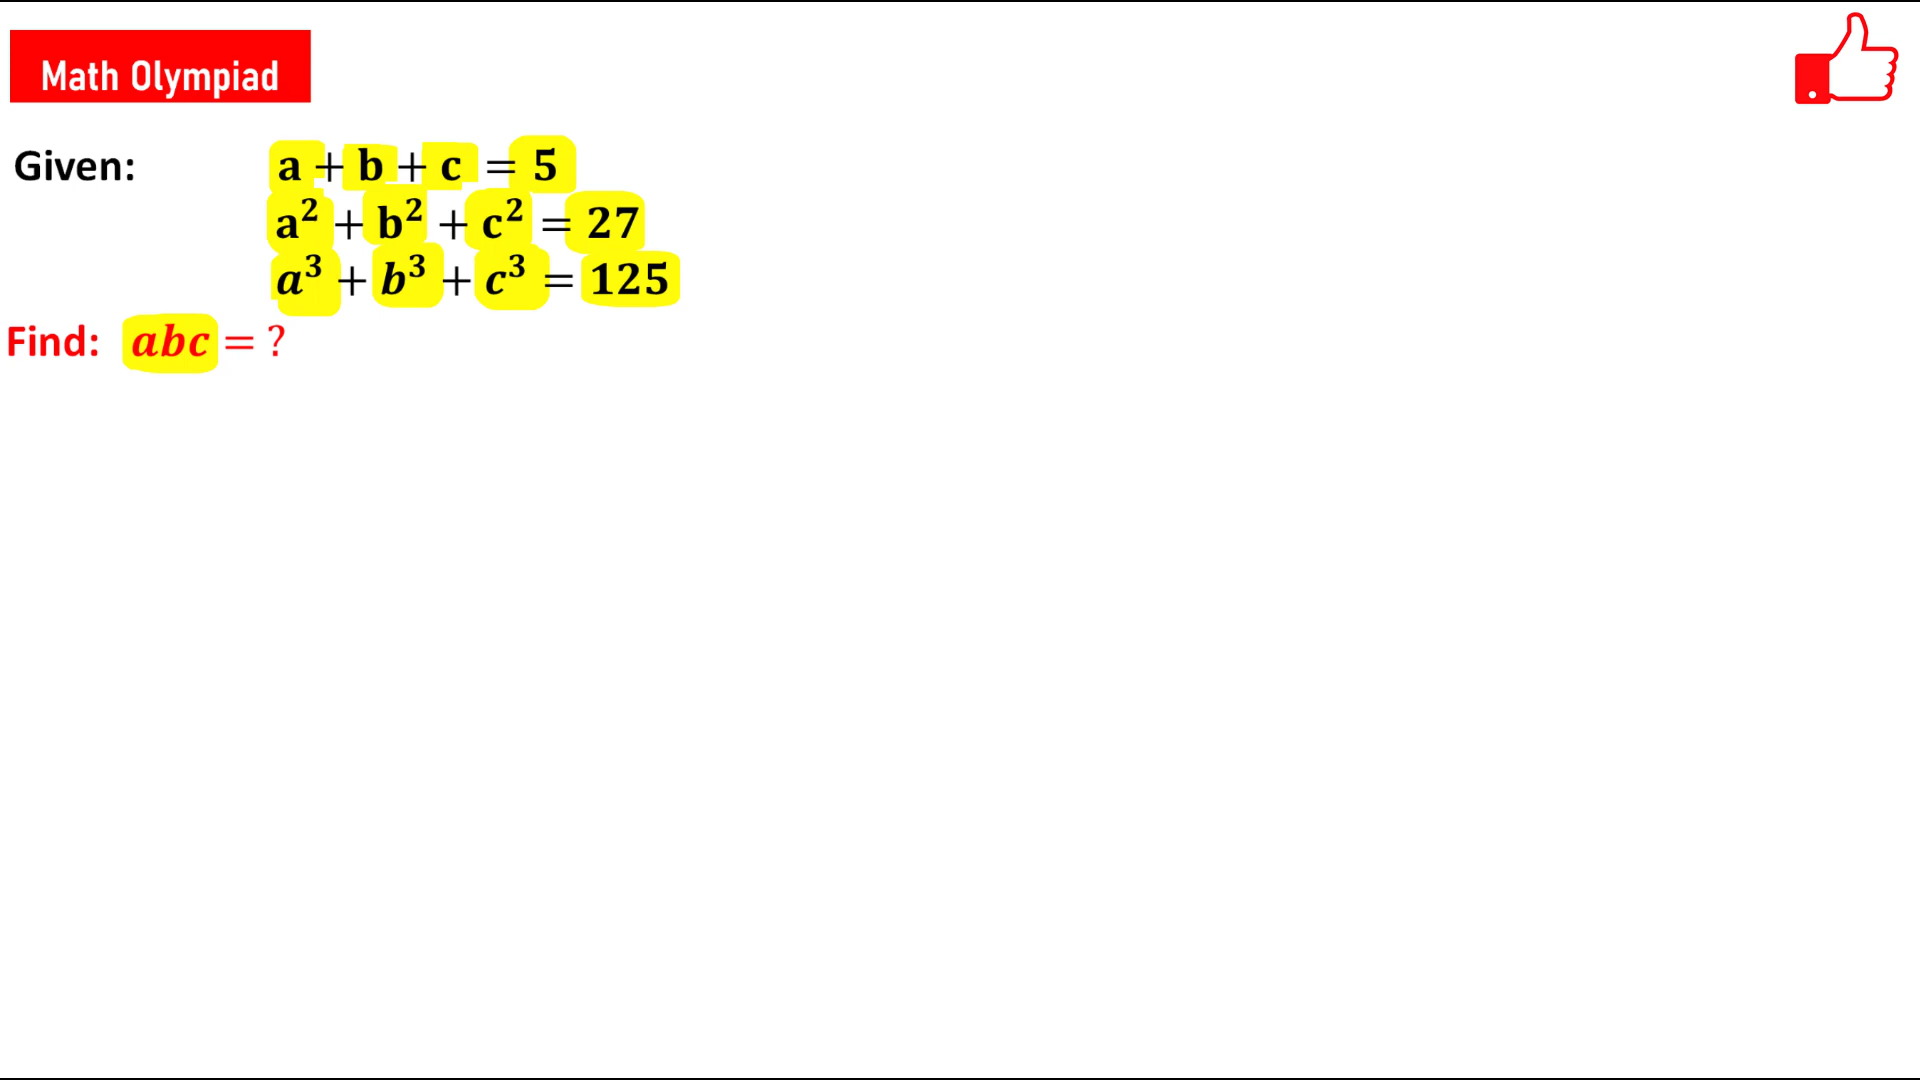 Math Olympiad
Given: a + b + c = 5
a² + b² + c² = 27
a³ + b³ + c³ = 125
Find: abc = ?